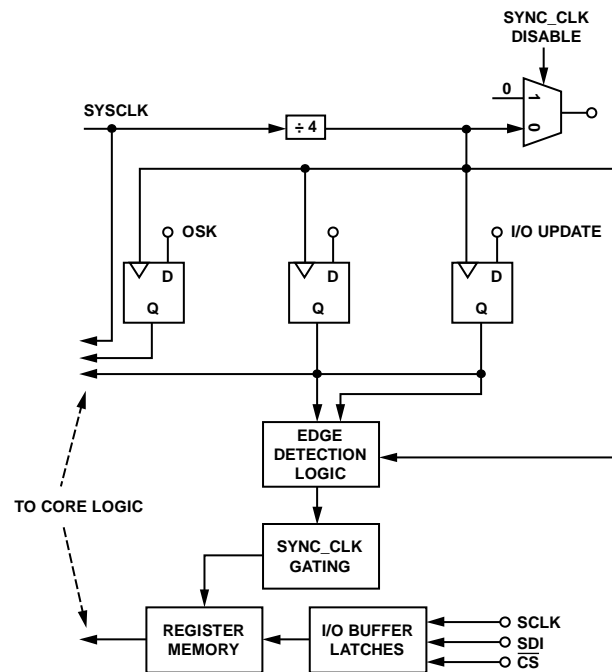 SYNC_CLK
DISABLE
0
1
SYSCLK
÷ 4
0
OSK
I/O UPDATE
D
D
D
Q
Q
Q
EDGE
DETECTION
LOGIC
TO CORE LOGIC
SYNC_CLK
GATING
REGISTER
MEMORY
I/O BUFFER
LATCHES
SCLK
SDI
C̅S̅